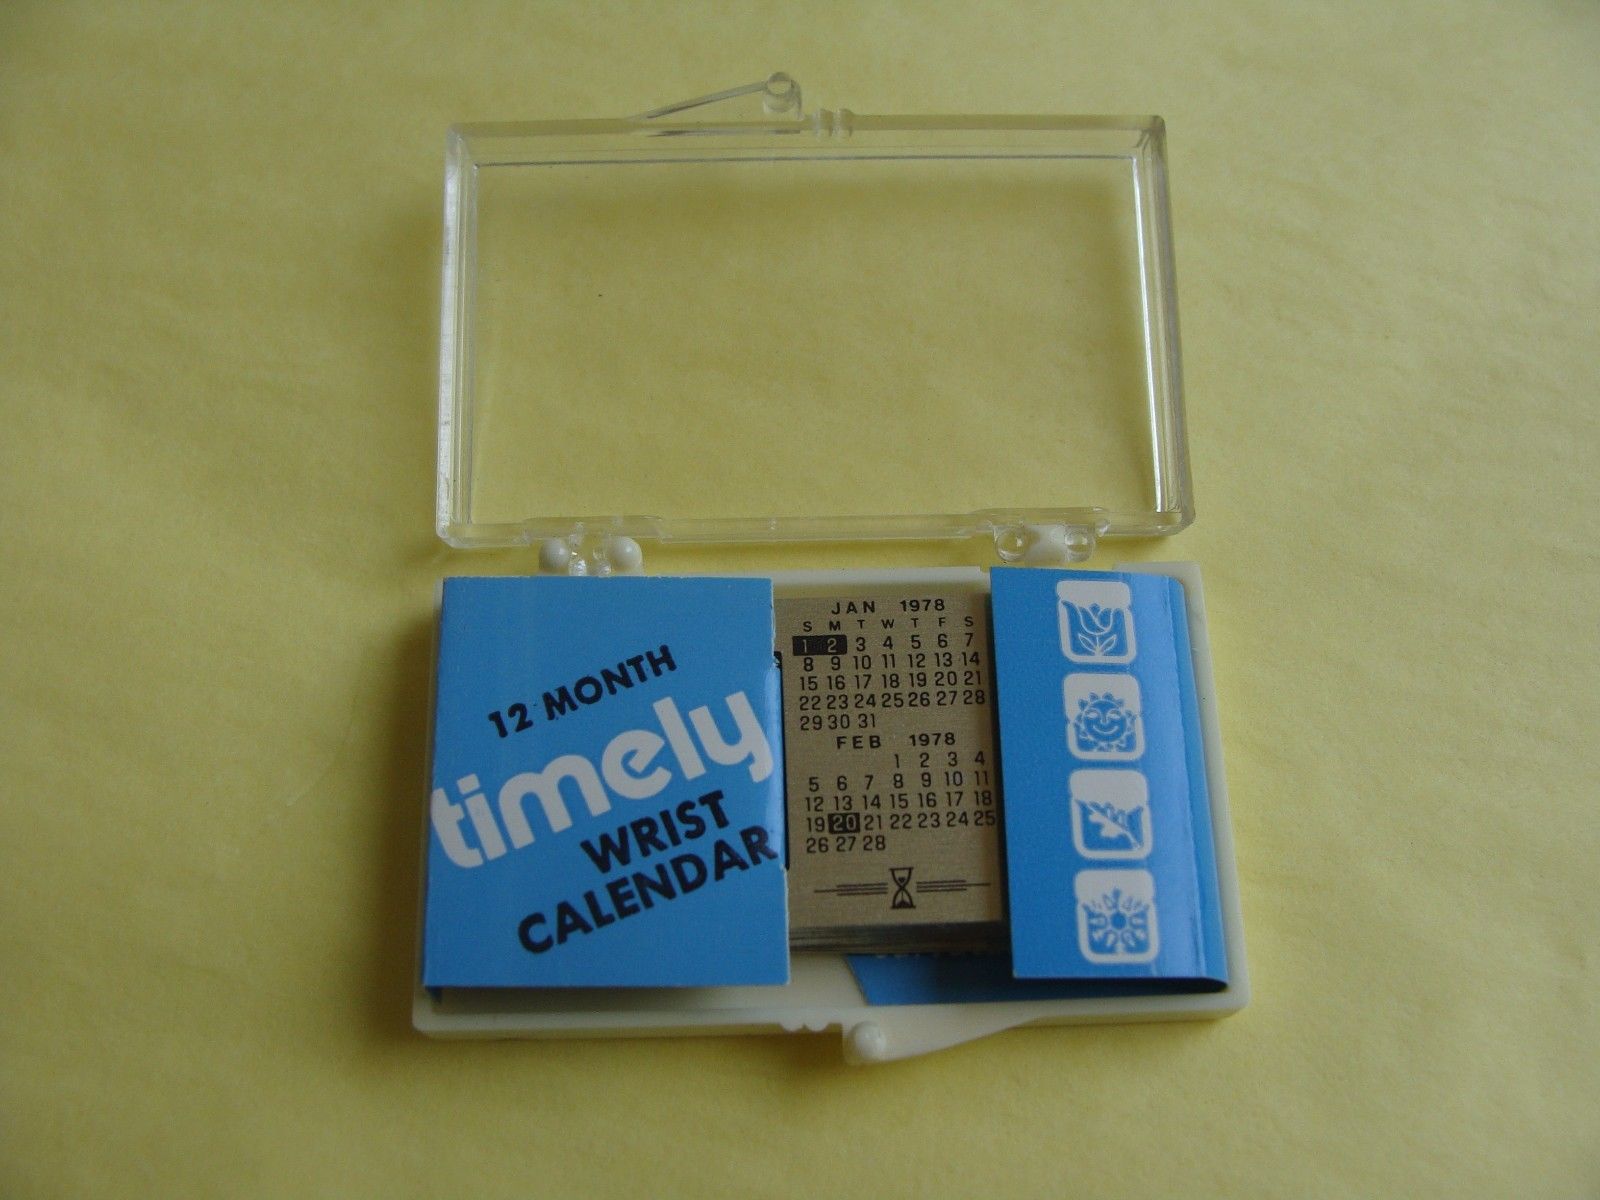 12 MONTH
timely
WRIST
CALENDAR
JAN 1978
S M T W T F S
1 2 3 4 5 6 7
8 9 10 11 12 13 14
15 16 17 18 19 20 21
22 23 24 25 26 27 28
29 30 31
FEB 1978
1 2 3 4
5 6 7 8 9 10 11
12 13 14 15 16 17 18
19 20 21 22 23 24 25
26 27 28